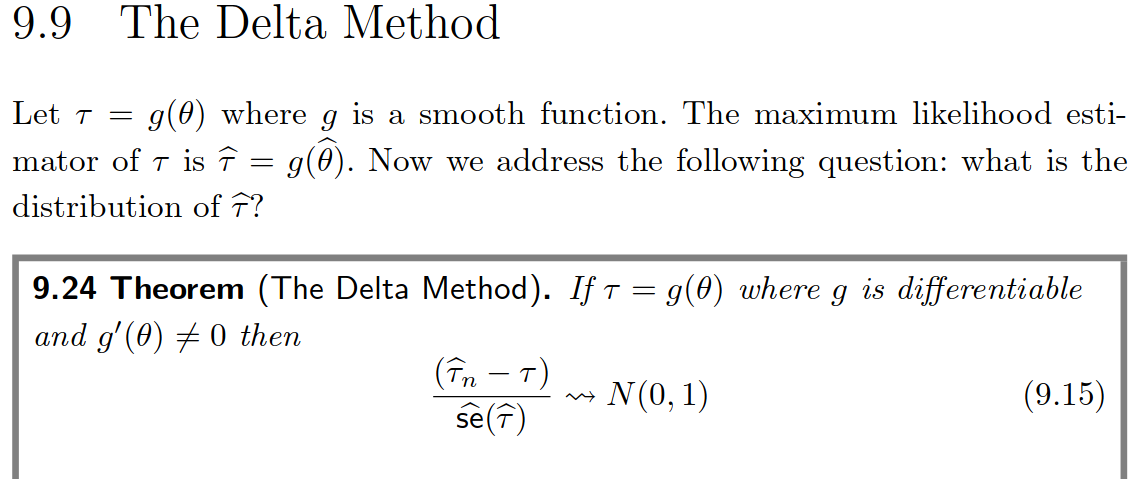 9.9 The Delta Method
Let τ = g(θ) where g is a smooth function. The maximum likelihood esti-
mator of τ is τ̂ = g(θ̂). Now we address the following question: what is the
distribution of τ̂?
9.24 Theorem (The Delta Method). If τ = g(θ) where g is differentiable
and g′(θ) ≠ 0 then
(τ̂ₙ − τ)
/ ŝe(τ̂) ⇝ N(0, 1) (9.15)